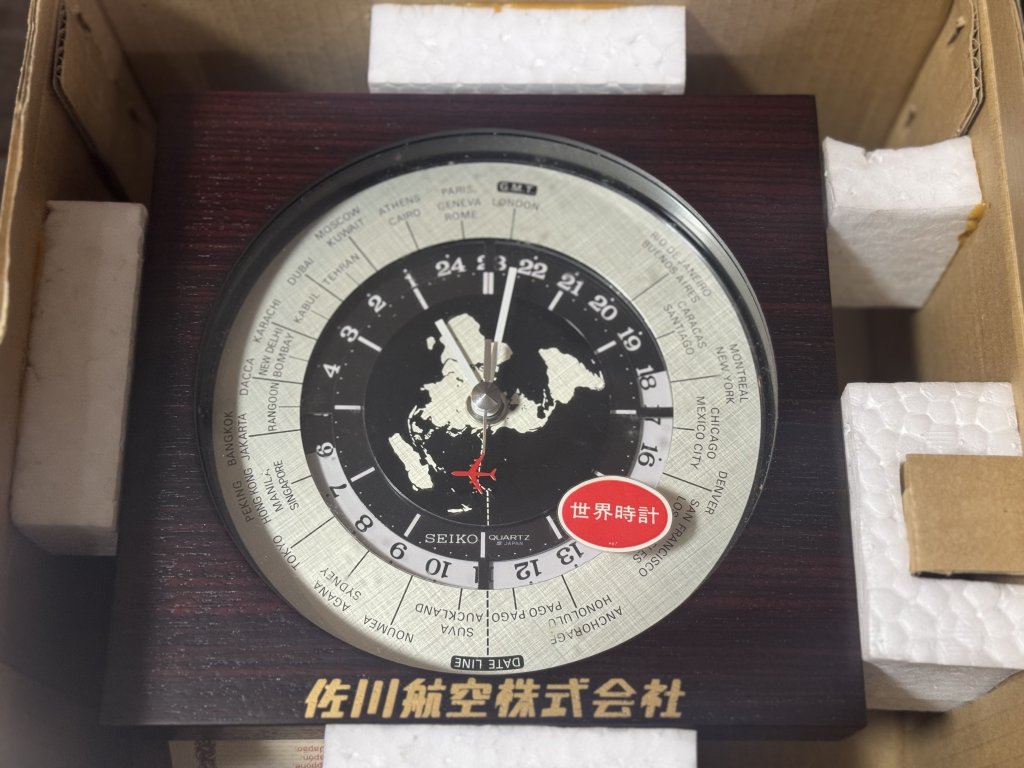 G.M.T.
LONDON
PARIS
GENEVA
ROME
ATHENS
CAIRO
MOSCOW
KUWAIT
DUBAI
TEHRAN
KARACHI
KABUL
NEW DELHI
BOMBAY
DACCA
RANGOON
BANGKOK
JAKARTA
PEKING
HONG KONG
MANILA
SINGAPORE
TOKYO
SYDNEY
AGANA
NOUMEA
SUVA
AUCKLAND
DATE LINE
PAGO PAGO
HONOLULU
ANCHORAGE
SAN FRANCISCO
DENVER
CHICAGO
MEXICO CITY
MONTREAL
NEW YORK
CARACAS
SANTIAGO
RIO DE JANEIRO
BUENOS AIRES
24 23 22 21 20 19 18 17 16
13 12
10 9 8 7 6
4 3 2 1
SEIKO QUARTZ
JAPAN
世界時計
佐川航空株式会社